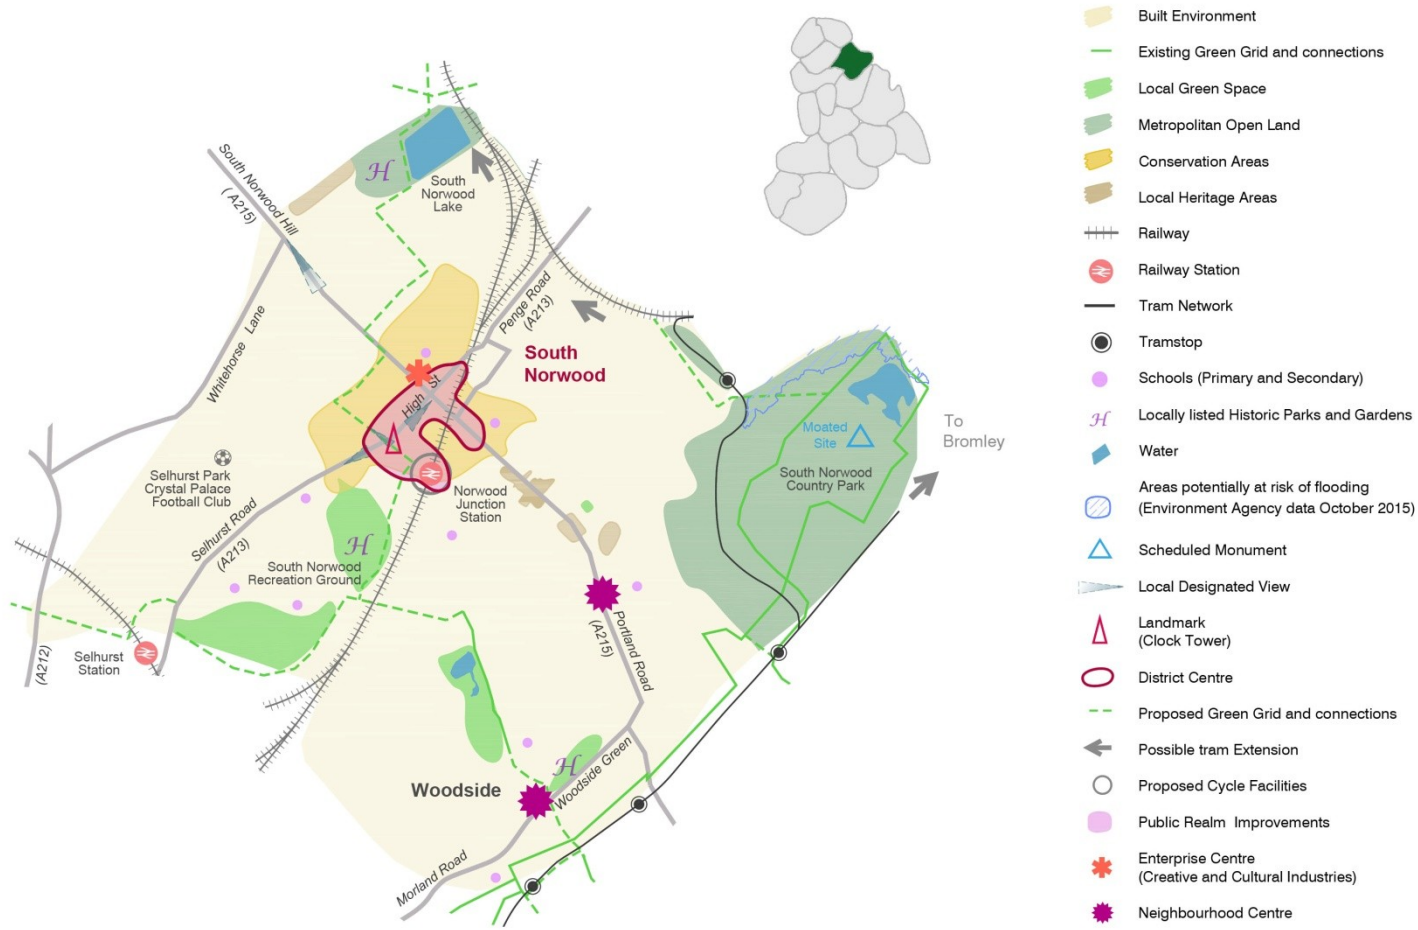 South Norwood Hill
(A215)
South
Norwood
Lake
Whitehorse Lane
Penge Road
(A213)
South
Norwood
High St
Selhurst Park
Crystal Palace
Football Club
Norwood
Junction
Station
Selhurst Road
(A213)
South Norwood
Recreation Ground
Selhurst
Station
(A212)
Portland Road
(A215)
Woodside
Woodside Green
Morland Road
Moated
Site
South Norwood
Country Park
To
Bromley
H
H
H
Built Environment
Existing Green Grid and connections
Local Green Space
Metropolitan Open Land
Conservation Areas
Local Heritage Areas
Railway
Railway Station
Tram Network
Tramstop
Schools (Primary and Secondary)
H Locally listed Historic Parks and Gardens
Water
Areas potentially at risk of flooding
(Environment Agency data October 2015)
Scheduled Monument
Local Designated View
Landmark
(Clock Tower)
District Centre
Proposed Green Grid and connections
Possible tram Extension
Proposed Cycle Facilities
Public Realm Improvements
Enterprise Centre
(Creative and Cultural Industries)
Neighbourhood Centre